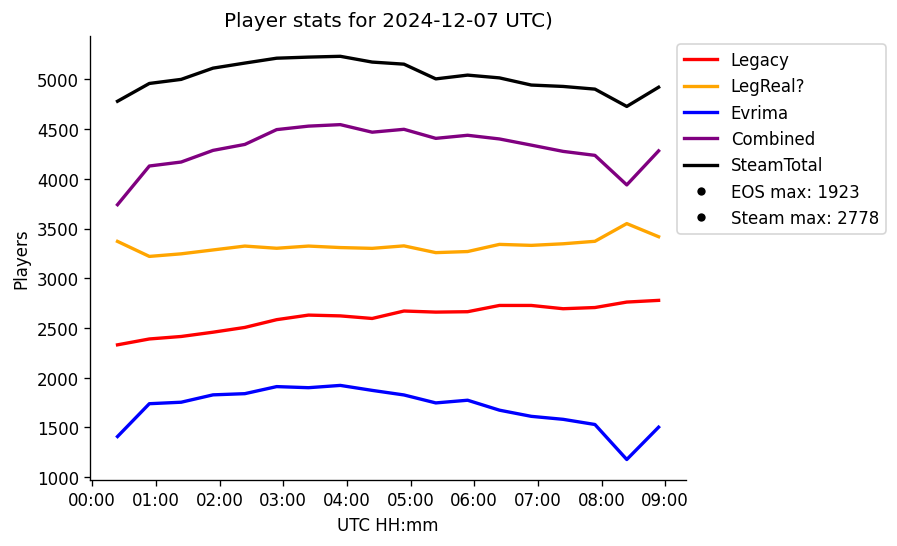 Player stats for 2024-12-07 UTC)
Legacy
LegReal?
Evrima
Combined
SteamTotal
EOS max: 1923
Steam max: 2778
Players
5000
4500
4000
3500
3000
2500
2000
1500
1000
00:00 01:00 02:00 03:00 04:00 05:00 06:00 07:00 08:00 09:00
UTC HH:mm